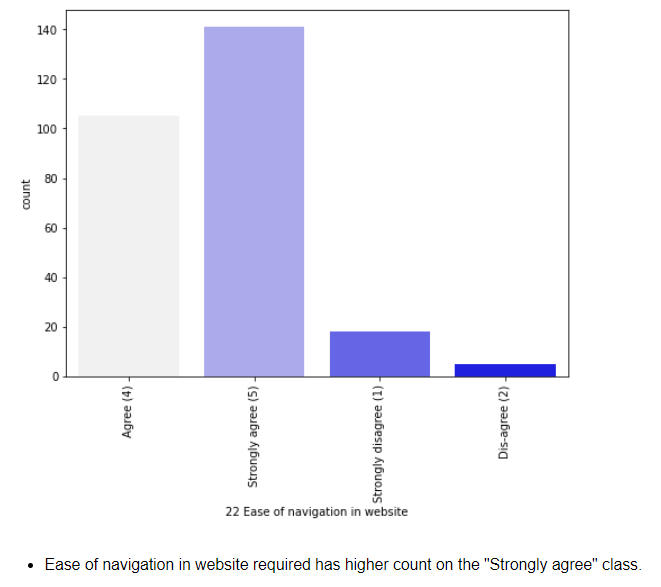 140
120
100
80
60
40
20
0
count
Agree (4)
Strongly agree (5)
Strongly disagree (1)
Dis-agree (2)
22 Ease of navigation in website
• Ease of navigation in website required has higher count on the "Strongly agree" class.